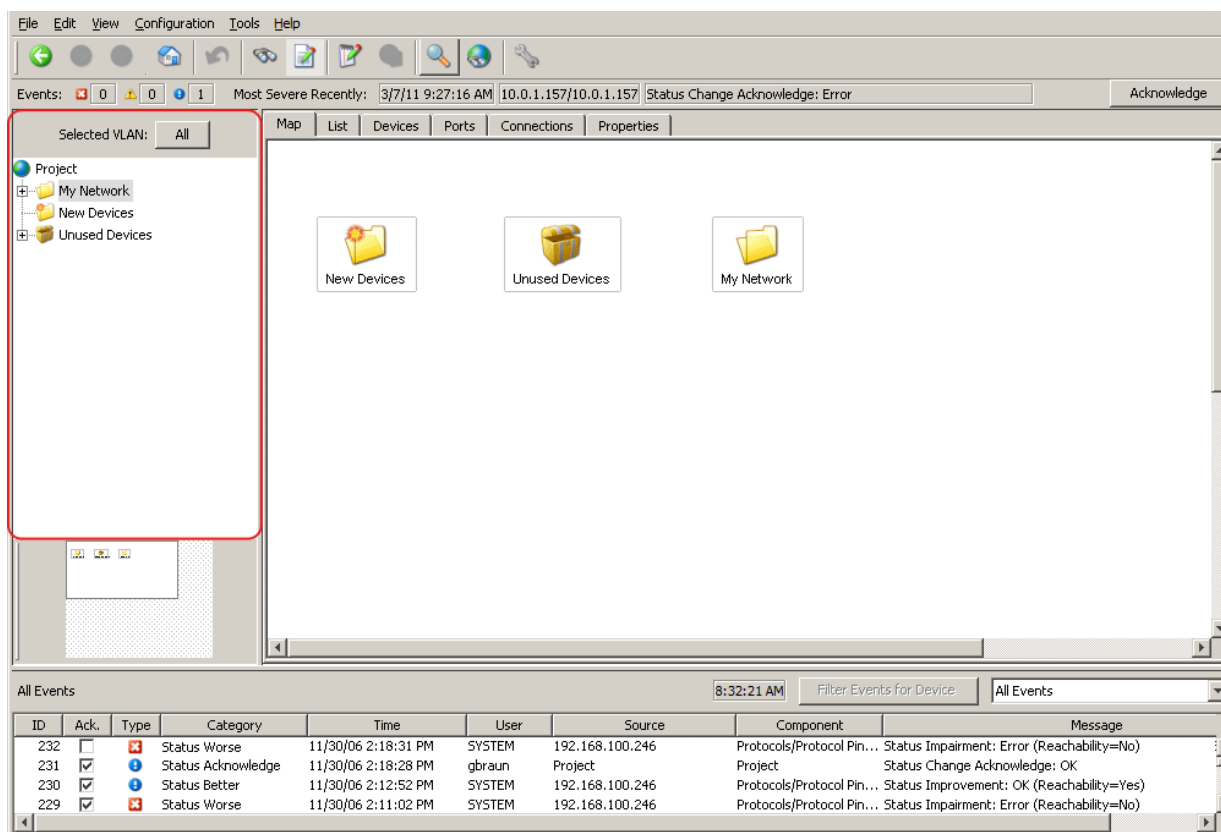 File Edit View Configuration Tools Help
Events: 0 0 1 Most Severe Recently: 3/7/11 9:27:16 AM 10.0.1.157/10.0.1.157 Status Change Acknowledge: Error Acknowledge
Selected VLAN: All
Map List Devices Ports Connections Properties
Project
My Network
New Devices
Unused Devices
New Devices Unused Devices My Network
All Events 8:32:21 AM Filter Events for Device All Events
ID Ack. Type Category Time User Source Component Message
232 Status Worse 11/30/06 2:18:31 PM SYSTEM 192.168.100.246 Protocols/Protocol Pin... Status Impairment: Error (Reachability=No)
231 Status Acknowledge 11/30/06 2:18:28 PM gbraun Project Project Status Change Acknowledge: OK
230 Status Better 11/30/06 2:12:52 PM SYSTEM 192.168.100.246 Protocols/Protocol Pin... Status Improvement: OK (Reachability=Yes)
229 Status Worse 11/30/06 2:11:02 PM SYSTEM 192.168.100.246 Protocols/Protocol Pin... Status Impairment: Error (Reachability=No)